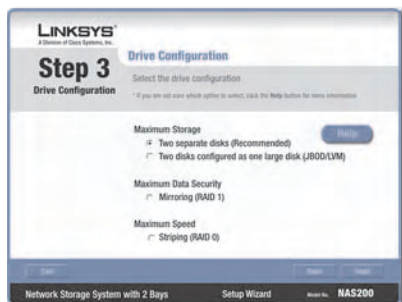 LINKSYS®
A Division of Cisco Systems, Inc.
Step 3
Drive Configuration
Drive Configuration
Select the drive configuration
* If you are not sure which option to select, click the Help button for more information
Help
Maximum Storage
Two separate disks (Recommended)
Two disks configured as one large disk (JBOD/LVM)
Maximum Data Security
Mirroring (RAID 1)
Maximum Speed
Striping (RAID 0)
Exit
Back
Next
Network Storage System with 2 Bays
Setup Wizard
Model No.
NAS200